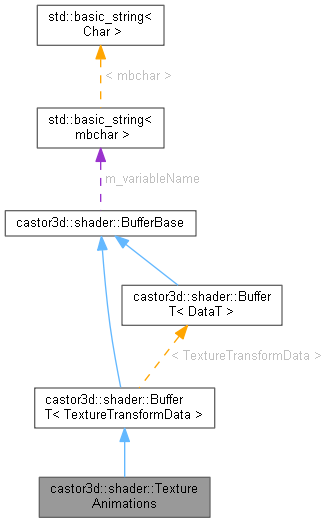 std::basic_string<
Char >
< mbchar >
std::basic_string<
mbchar >
m_variableName
castor3d::shader::BufferBase
castor3d::shader::Buffer
T< DataT >
< TextureTransformData >
castor3d::shader::Buffer
T< TextureTransformData >
castor3d::shader::Texture
Animations